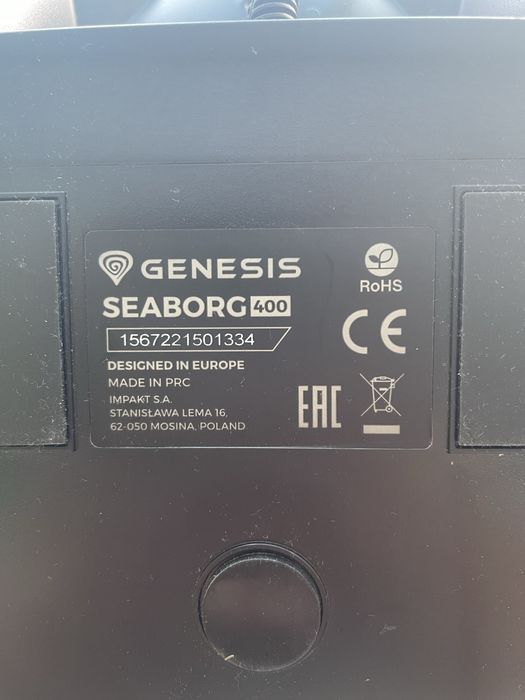 GENESIS
SEABORG 400
1567221501334
DESIGNED IN EUROPE
MADE IN PRC
IMPAKT S.A.
STANISŁAWA LEMA 16,
62-050 MOSINA, POLAND
RoHS
CE
EAC